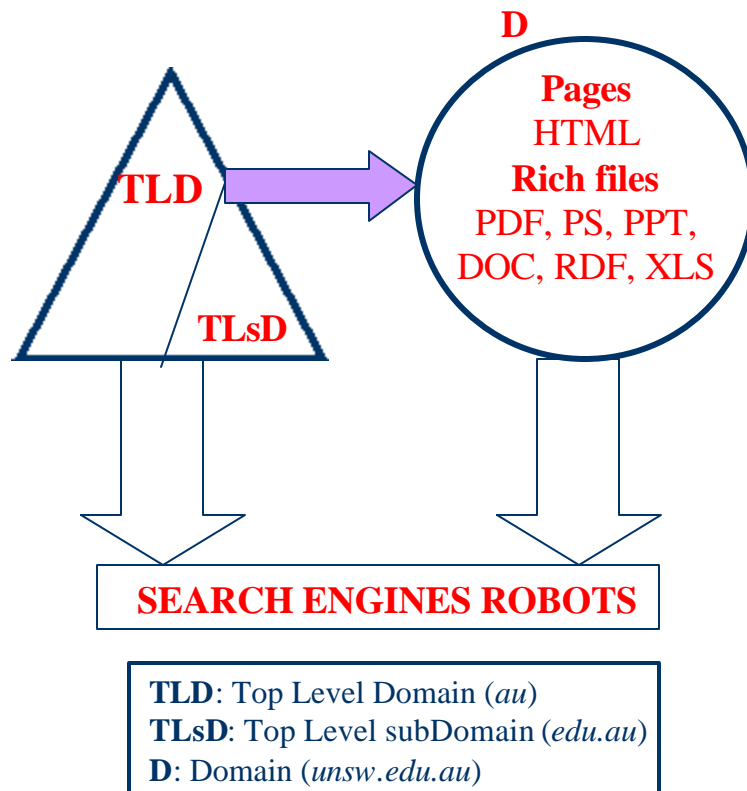 D
Pages
HTML
Rich files
PDF, PS, PPT,
DOC, RDF, XLS
TLD
TLsD
SEARCH ENGINES ROBOTS
TLD: Top Level Domain (au)
TLsD: Top Level subDomain (edu.au)
D: Domain (unsw.edu.au)